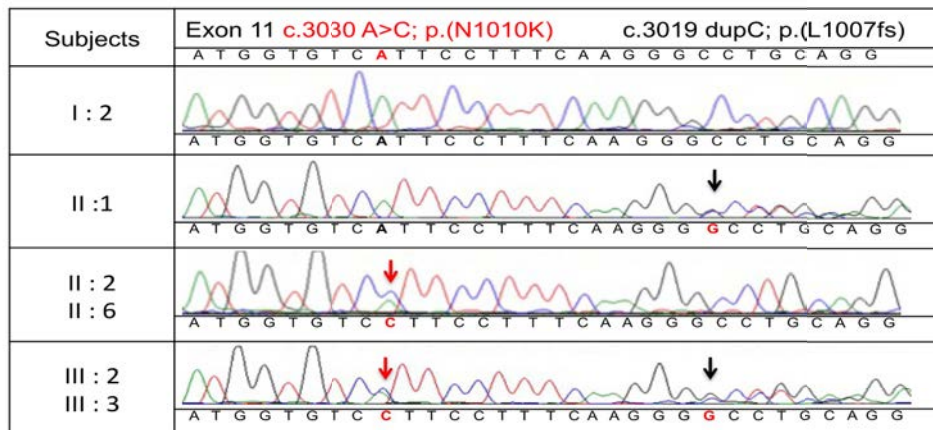 Subjects
Exon 11 c.3030 A>C; p.(N1010K) c.3019 dupC; p.(L1007fs)
A T G G T G T C A T T C C T T T C A A G G G C C T G C A G G
I : 2
A T G G T G T C A T T C C T T T C A A G G G C C T G C A G G
II :1
A T G G T G T C A T T C C T T T C A A G G G G C C T G C A G G
II : 2
II : 6
A T G G T G T C C T T C C T T T C A A G G G C C T G C A G G
III : 2
III : 3
A T G G T G T C C T T C C T T T C A A G G G G C C T G C A G G